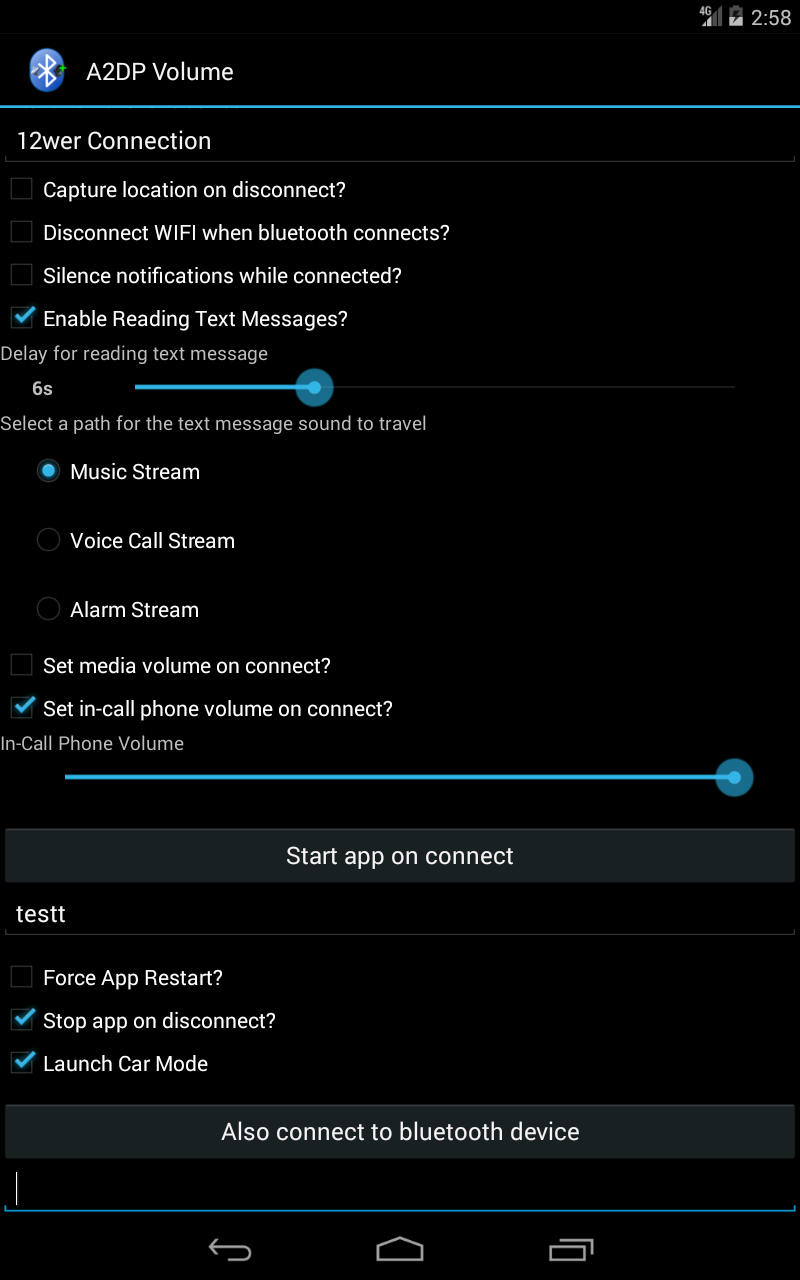 4G 2:58
A2DP Volume
12wer Connection
Capture location on disconnect?
Disconnect WIFI when bluetooth connects?
Silence notifications while connected?
Enable Reading Text Messages?
Delay for reading text message
6s
Select a path for the text message sound to travel
Music Stream
Voice Call Stream
Alarm Stream
Set media volume on connect?
Set in-call phone volume on connect?
In-Call Phone Volume
Start app on connect
testt
Force App Restart?
Stop app on disconnect?
Launch Car Mode
Also connect to bluetooth device